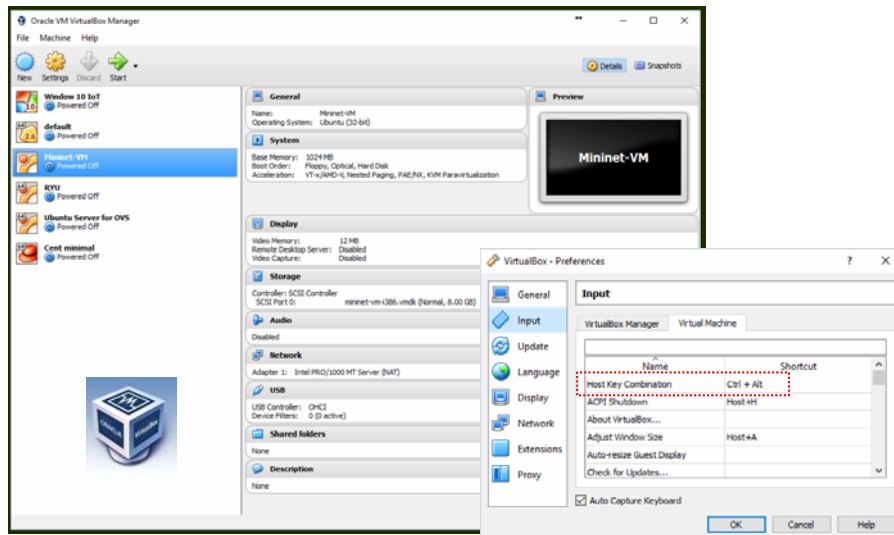 Oracle VM VirtualBox Manager
File Machine Help
New Settings Discard Start
Details Snapshots
Window 10 IoT
Powered Off
default
Powered Off
Mininet-VM
Powered Off
RYU
Powered Off
Ubuntu Server for OVS
Powered Off
Cent minimal
Powered Off
General
Name: Mininet-VM
Operating System: Ubuntu (32-bit)
System
Base Memory: 1024 MB
Boot Order: Floppy, Optical, Hard Disk
Acceleration: VT-x/AMD-V, Nested Paging, PAE/NX, KVM Paravirtualization
Preview
Mininet-VM
Display
Video Memory: 12 MB
Remote Desktop Server: Disabled
Video Capture: Disabled
Storage
Controller: SCSI Controller
SCSI Port 0: mininet-vm-i386.vmdk (Normal, 8.00 GB)
Audio
Disabled
Network
Adapter 1: Intel PRO/1000 MT Server (NAT)
USB
USB Controller: OHCI
Device Filters: 0 (0 active)
Shared folders
None
Description
None
VirtualBox - Preferences
?
General
Input
Update
Language
Display
Network
Extensions
Proxy
Input
VirtualBox Manager Virtual Machine
Name Shortcut
Host Key Combination Ctrl + Alt
ACPI Shutdown Host+H
About VirtualBox...
Adjust Window Size Host+A
Auto-resize Guest Display
Check for Updates...
Auto Capture Keyboard
OK Cancel Help
VM
ORACLE
VirtualBox